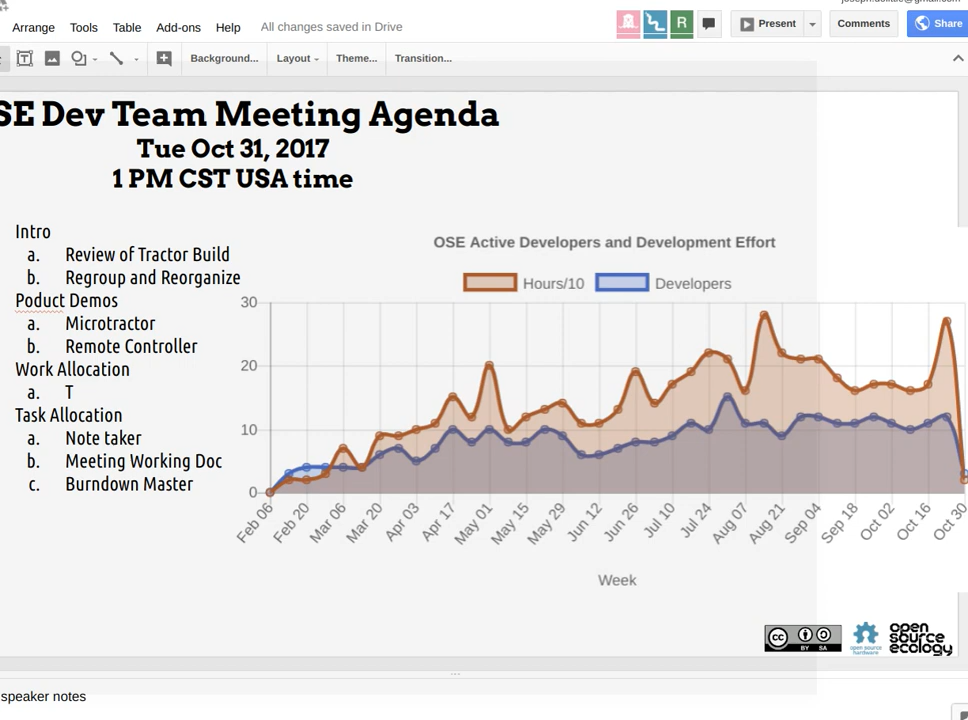 Arrange Tools Table Add-ons Help All changes saved in Drive
R Present Comments Share
Background... Layout Theme... Transition...
SE Dev Team Meeting Agenda
Tue Oct 31, 2017
1 PM CST USA time
Intro
a. Review of Tractor Build
b. Regroup and Reorganize
Poduct Demos
a. Microtractor
b. Remote Controller
Work Allocation
a. T
Task Allocation
a. Note taker
b. Meeting Working Doc
c. Burndown Master
OSE Active Developers and Development Effort
Hours/10 Developers
30
20
10
0
Feb 06 Feb 20 Mar 06 Mar 20 Apr 03 Apr 17 May 01 May 15 May 29 Jun 12 Jun 26 Jul 10 Jul 24 Aug 07 Aug 21 Sep 04 Sep 18 Oct 02 Oct 16 Oct 30
Week
cc BY SA
open source hardware
open
source
ecology
speaker notes